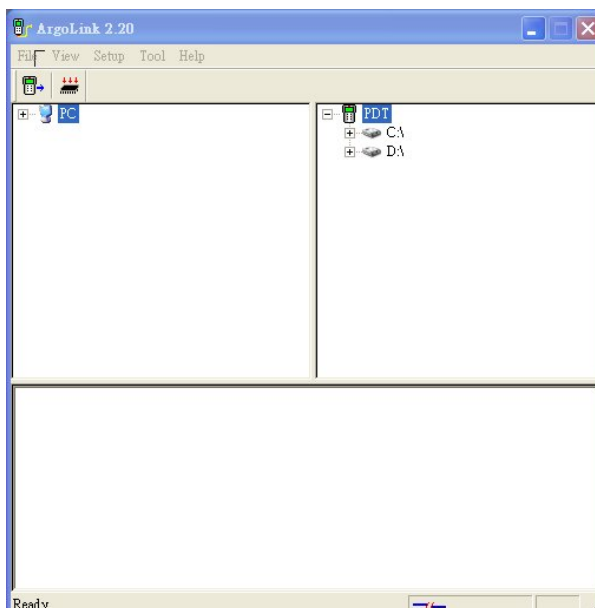 ArgoLink 2.20
File View Setup Tool Help
PC
PDT
C:\
D:\
Ready